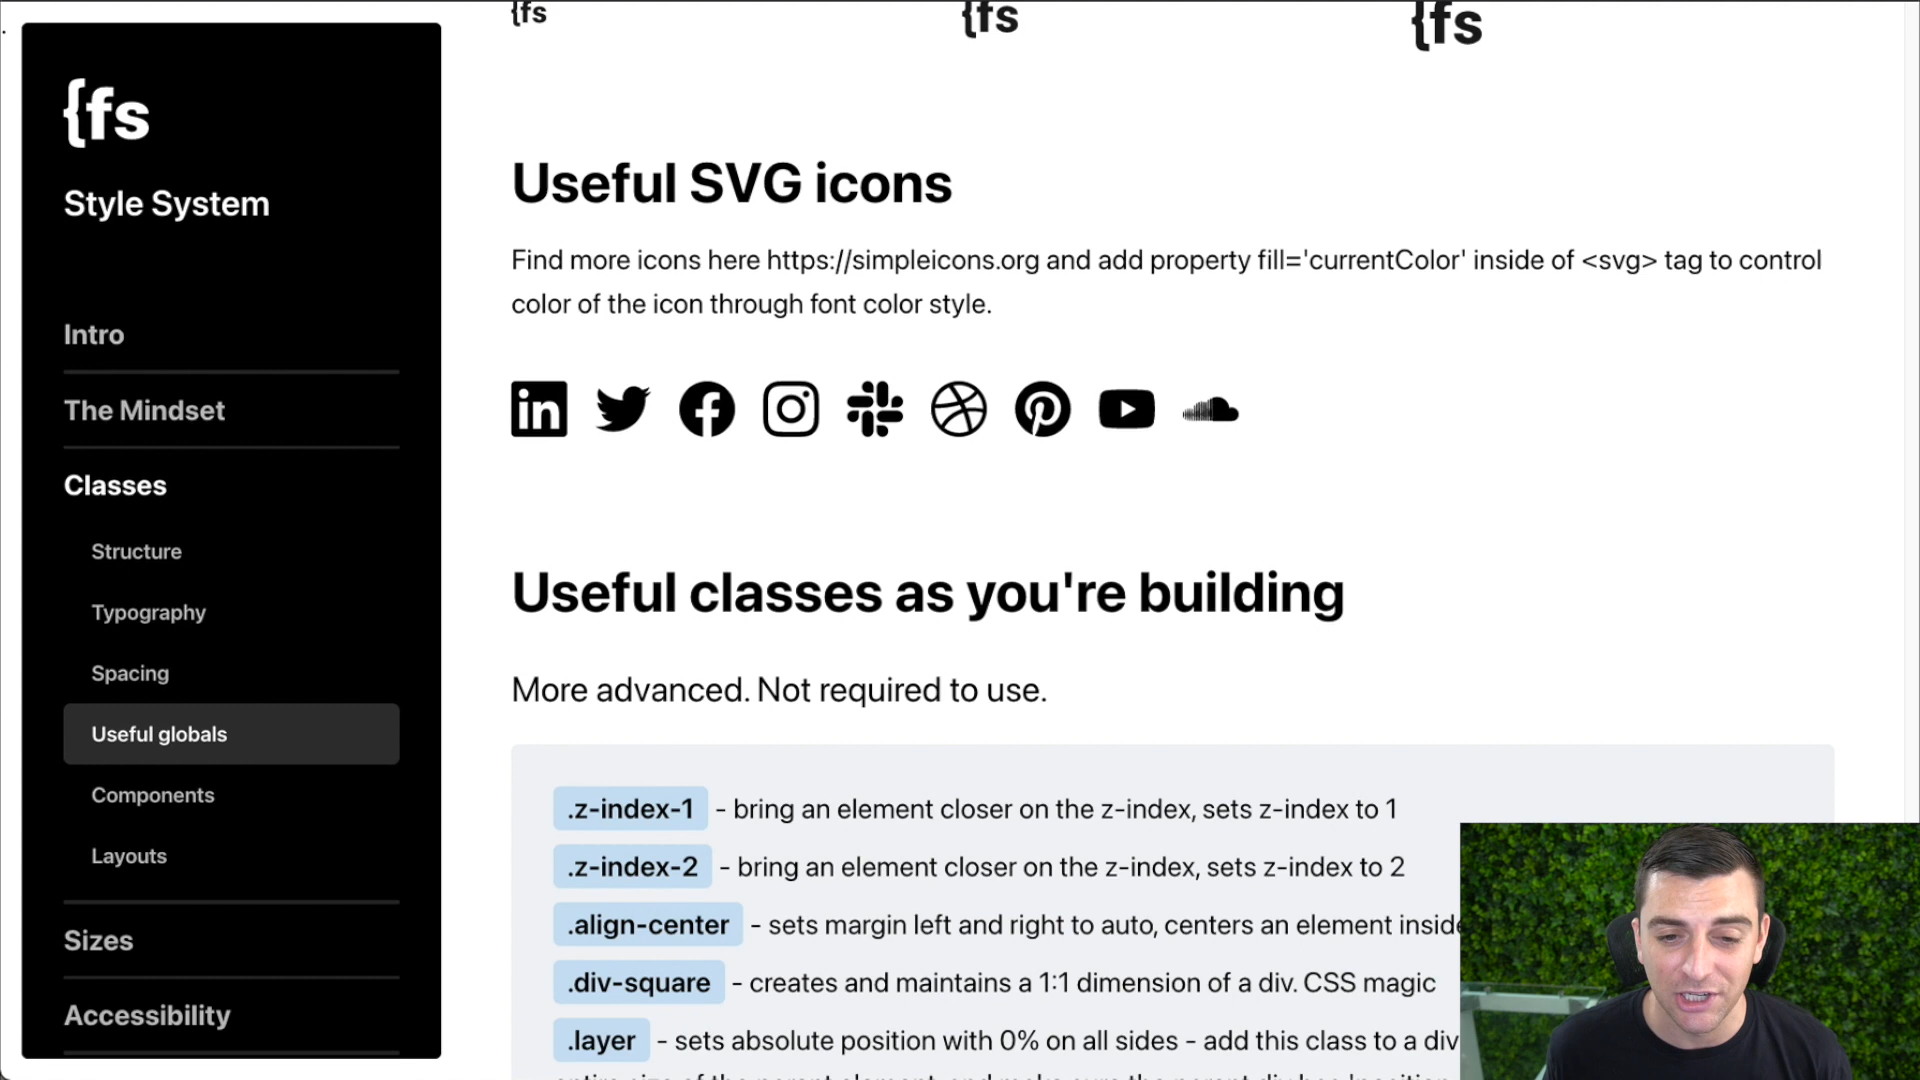 {fs
{fs
{fs
{fs
Style System
Intro
The Mindset
Classes
Structure
Typography
Spacing
Useful globals
Components
Layouts
Sizes
Accessibility
Useful SVG icons
Find more icons here https://simpleicons.org and add property fill='currentColor' inside of <svg> tag to control
color of the icon through font color style.
in
Useful classes as you're building
More advanced. Not required to use.
.z-index-1 - bring an element closer on the z-index, sets z-index to 1
.z-index-2 - bring an element closer on the z-index, sets z-index to 2
.align-center - sets margin left and right to auto, centers an element inside
.div-square - creates and maintains a 1:1 dimension of a div. CSS magic
.layer - sets absolute position with 0% on all sides - add this class to a div